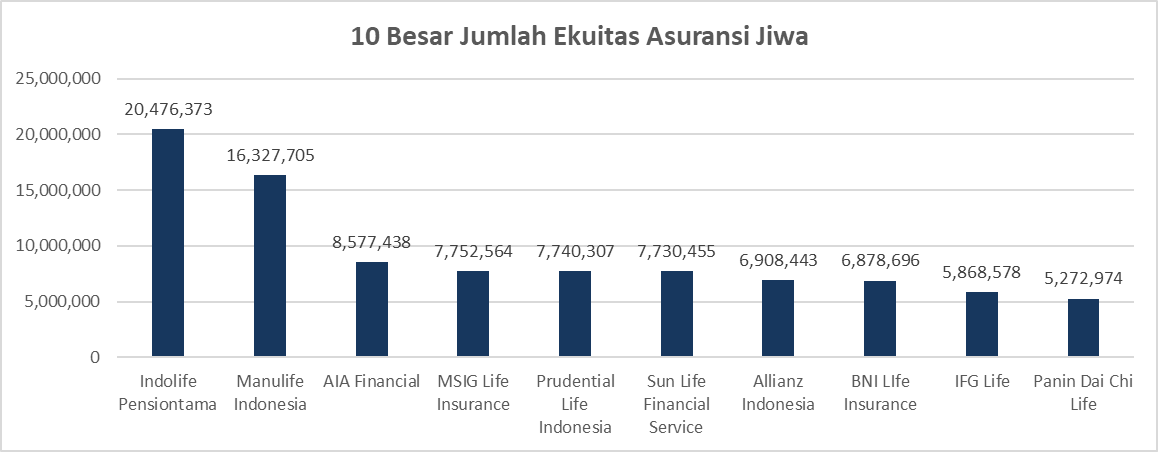 10 Besar Jumlah Ekuitas Asuransi Jiwa
25,000,000
20,000,000
15,000,000
10,000,000
5,000,000
0
20,476,373
16,327,705
8,577,438
7,752,564
7,740,307
7,730,455
6,908,443
6,878,696
5,868,578
5,272,974
Indolife
Pensiontama
Manulife
Indonesia
AIA Financial
MSIG Life
Insurance
Prudential
Life
Indonesia
Sun Life
Financial
Service
Allianz
Indonesia
BNI LIfe
Insurance
IFG Life
Panin Dai Chi
Life